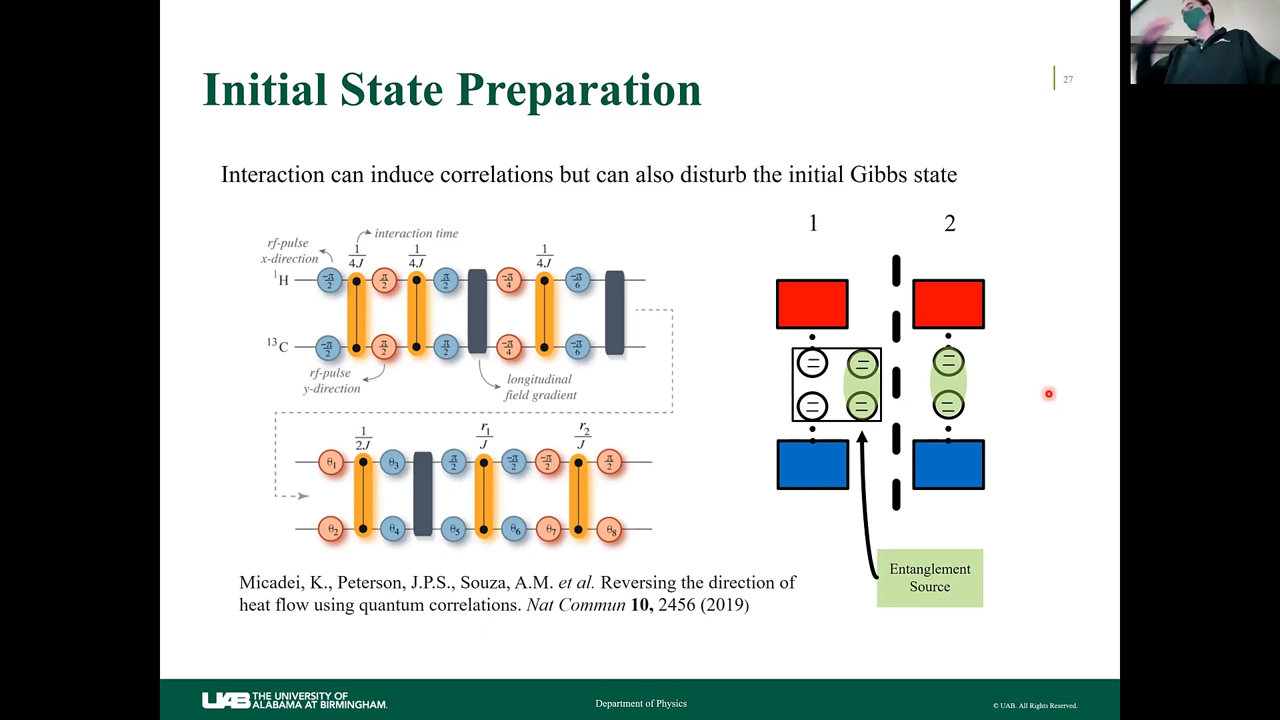 Initial State Preparation
27
Interaction can induce correlations but can also disturb the initial Gibbs state
rf-pulse
x-direction
interaction time
1/4J 1/4J 1/4J
¹H -π/2 π/2 π/2 -π/4 -π/6
¹³C -π/2 π/2 π/2 -π/4 -π/6
rf-pulse
y-direction
longitudinal
field gradient
1/2J r₁/J r₂/J
θ₁ θ₃ π/2 -π/2 -π/2 π/2
θ₂ θ₄ θ₅ θ₆ θ₇ θ₈
1 2
Entanglement
Source
Micadei, K., Peterson, J.P.S., Souza, A.M. et al. Reversing the direction of
heat flow using quantum correlations. Nat Commun 10, 2456 (2019)
UAB THE UNIVERSITY OF
ALABAMA AT BIRMINGHAM.
Department of Physics
© UAB. All Rights Reserved.